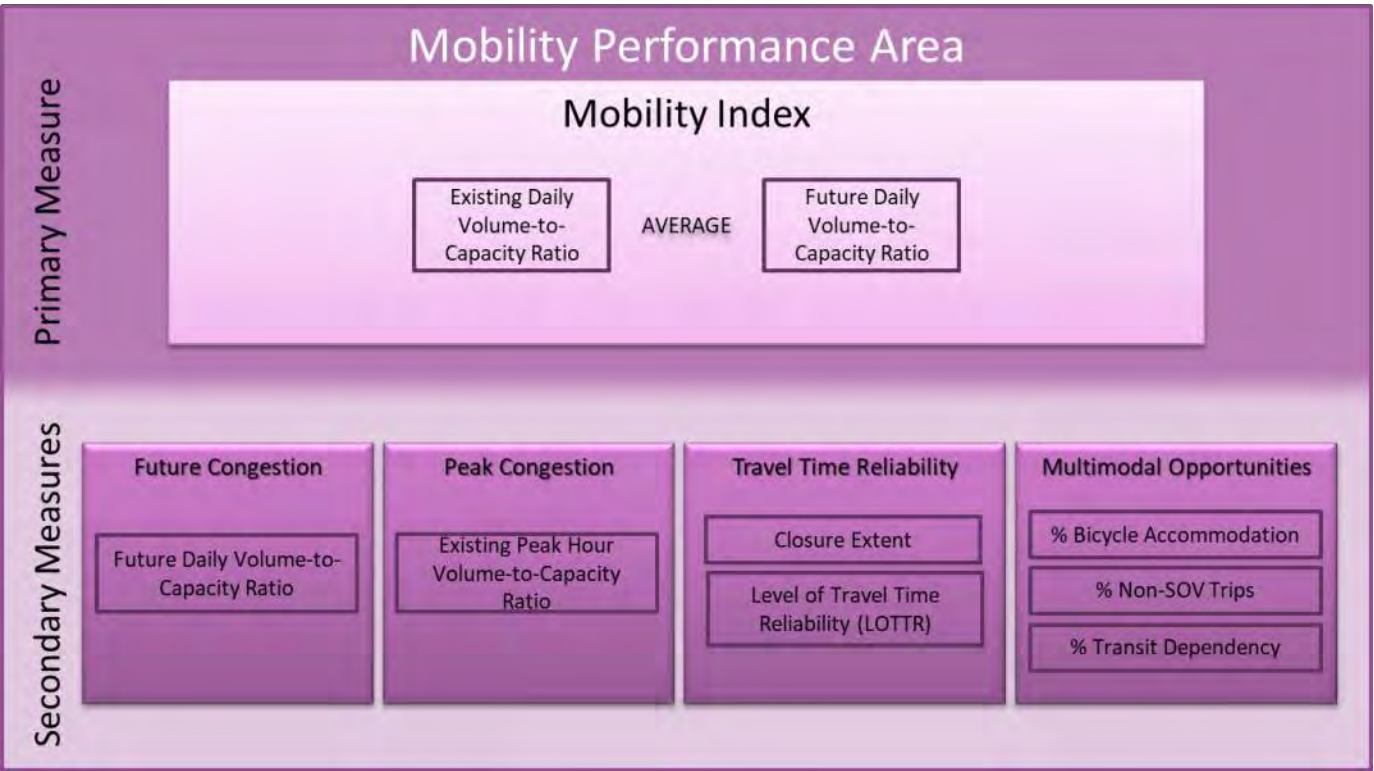 Mobility Performance Area
Primary Measure
Mobility Index
Existing Daily
Volume-to-
Capacity Ratio
AVERAGE
Future Daily
Volume-to-
Capacity Ratio
Secondary Measures
Future Congestion
Future Daily Volume-to-
Capacity Ratio
Peak Congestion
Existing Peak Hour
Volume-to-Capacity
Ratio
Travel Time Reliability
Closure Extent
Level of Travel Time
Reliability (LOTTR)
Multimodal Opportunities
% Bicycle Accommodation
% Non-SOV Trips
% Transit Dependency